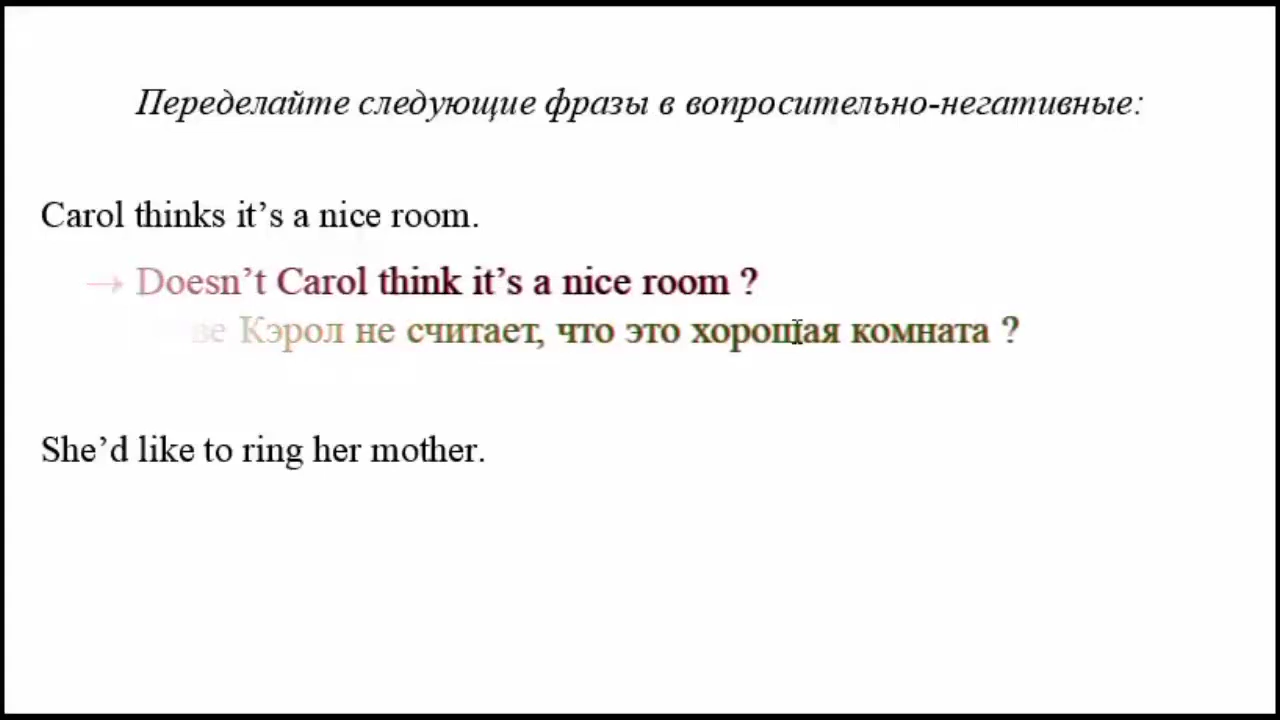 Переделайте следующие фразы в вопросительно-негативные:
Carol thinks it’s a nice room.
→ Doesn’t Carol think it’s a nice room ?
Кэрол не считает, что это хорошая комната ?
She’d like to ring her mother.